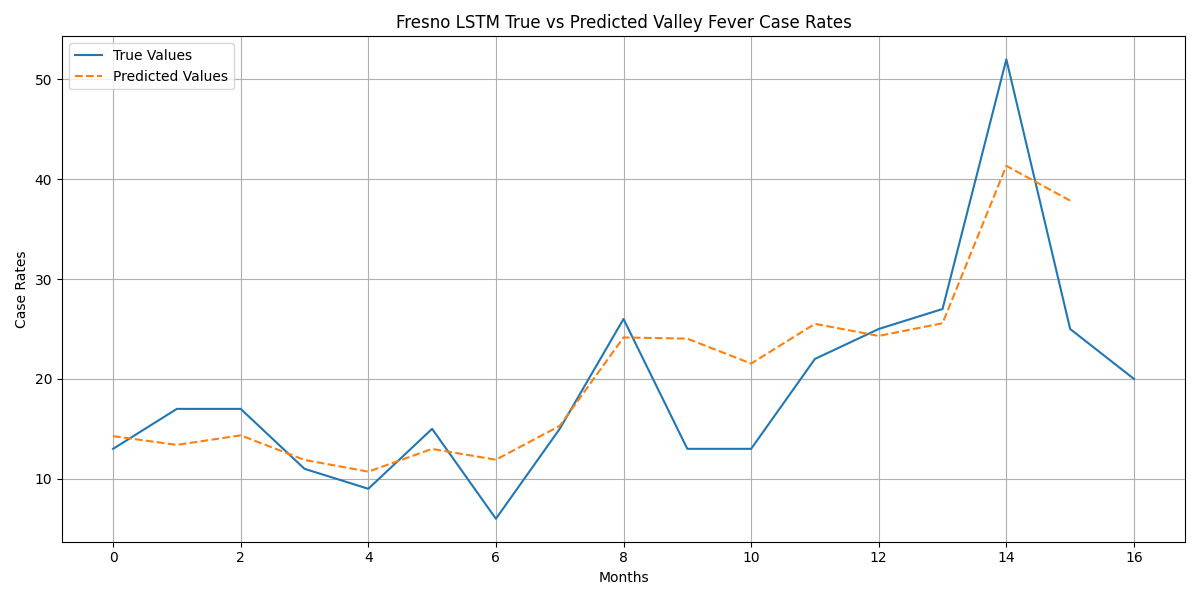 Fresno LSTM True vs Predicted Valley Fever Case Rates
True Values
Predicted Values
Case Rates
50
40
30
20
10
0 2 4 6 8 10 12 14 16
Months